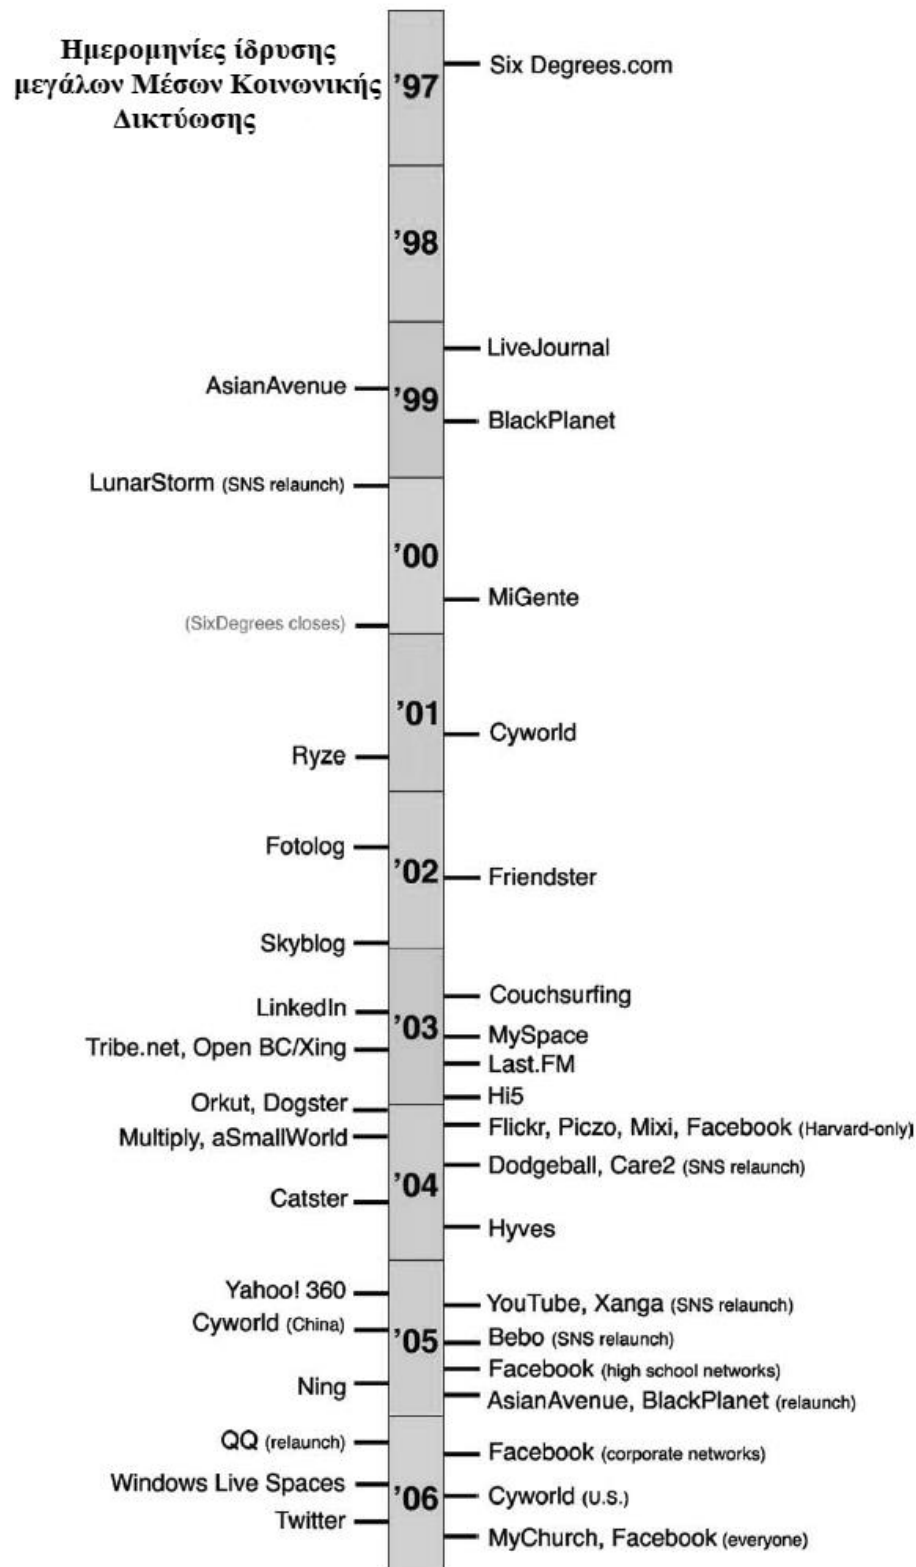 Ημερομηνίες ίδρυσης
μεγάλων Μέσων Κοινωνικής
Δικτύωσης
'97
Six Degrees.com
'98
LiveJournal
AsianAvenue
'99
BlackPlanet
LunarStorm (SNS relaunch)
'00
MiGente
(SixDegrees closes)
'01
Cyworld
Ryze
Fotolog
'02
Friendster
Skyblog
Couchsurfing
LinkedIn
'03
MySpace
Tribe.net, Open BC/Xing
Last.FM
Hi5
Orkut, Dogster
Flickr, Piczo, Mixi, Facebook (Harvard-only)
Multiply, aSmallWorld
Dodgeball, Care2 (SNS relaunch)
'04
Catster
Hyves
Yahoo! 360
YouTube, Xanga (SNS relaunch)
Cyworld (China)
'05
Bebo (SNS relaunch)
Facebook (high school networks)
Ning
AsianAvenue, BlackPlanet (relaunch)
QQ (relaunch)
Facebook (corporate networks)
Windows Live Spaces
'06
Cyworld (U.S.)
Twitter
MyChurch, Facebook (everyone)